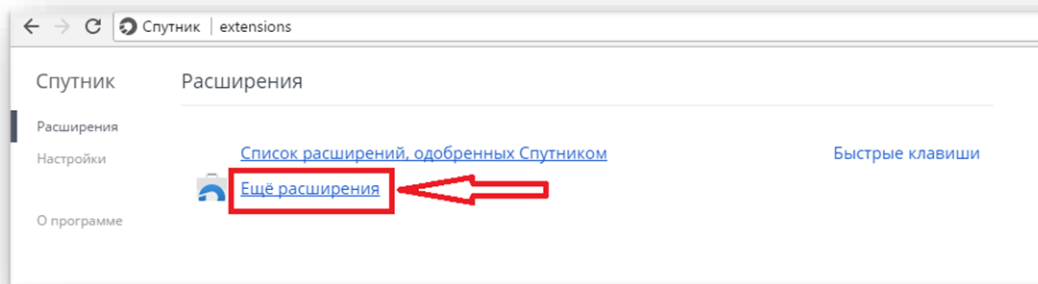 Спутник | extensions
Спутник
Расширения
Расширения
Настройки
О программе
Список расширений, одобренных Спутником
Быстрые клавиши
Ещё расширения